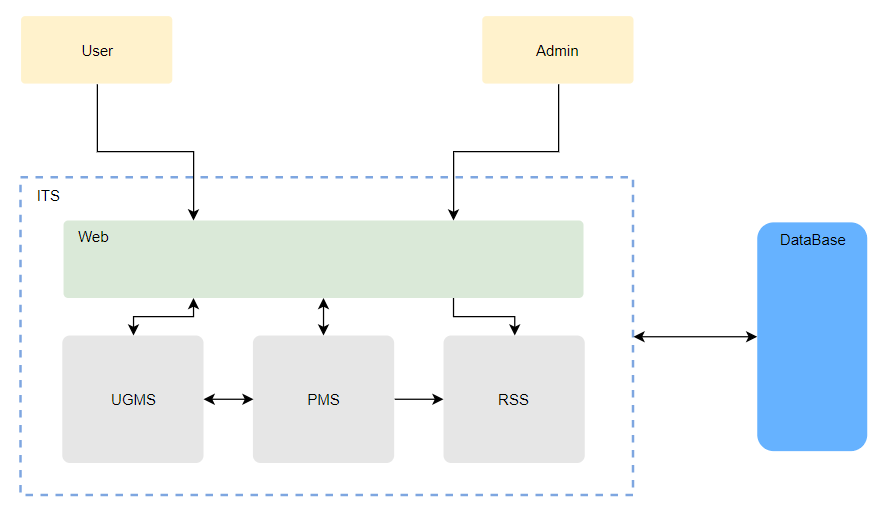 User
Admin
ITS
Web
DataBase
UGMS
PMS
RSS